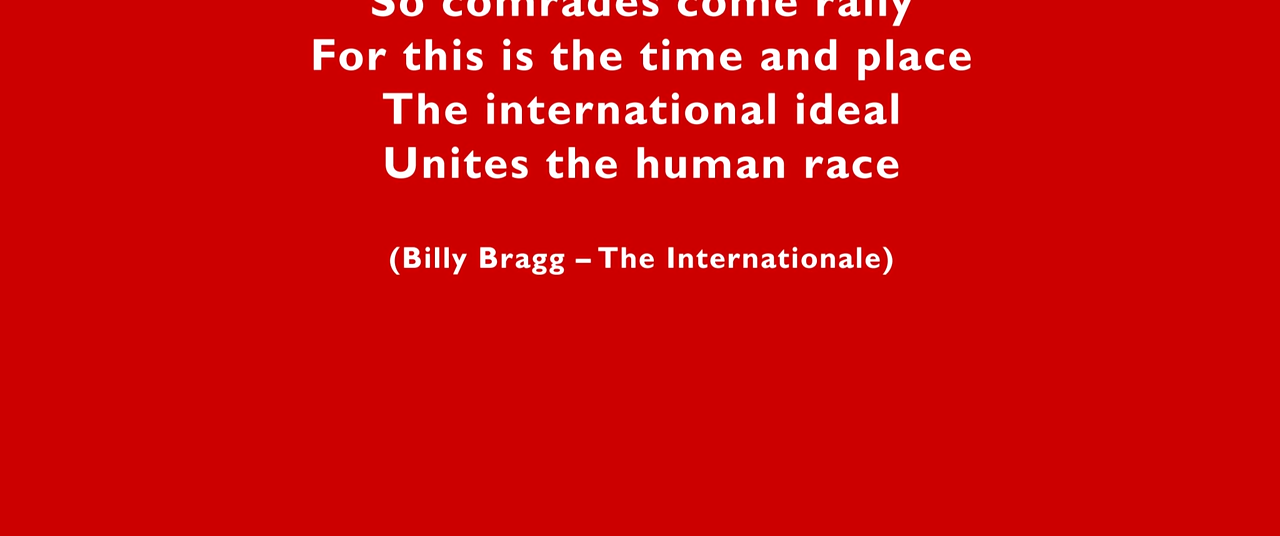 So comrades come rally
For this is the time and place
The international ideal
Unites the human race
(Billy Bragg – The Internationale)